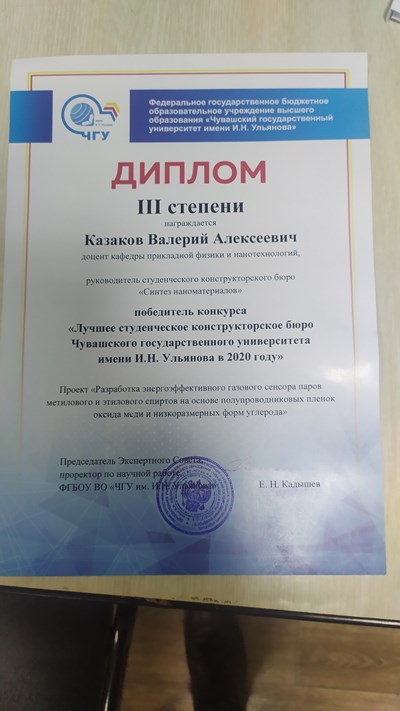 ЧГУ
Федеральное государственное бюджетное
образовательное учреждение высшего
образования «Чувашский государственный
университет имени И.Н. Ульянова»
ДИПЛОМ
III степени
награждается
Казаков Валерий Алексеевич
доцент кафедры прикладной физики и нанотехнологий,
руководитель студенческого конструкторского бюро
«Синтез наноматериалов»
победитель конкурса
«Лучшее студенческое конструкторское бюро
Чувашского государственного университета
имени И.Н. Ульянова в 2020 году»
Проект «Разработка энергоэффективного газового сенсора паров
метилового и этилового спиртов на основе полупроводниковых пленок
оксида меди и низкоразмерных форм углерода»
Председатель Экспертного Совета,
проректор по научной работе
ФГБОУ ВО «ЧГУ им. И.Н. Ульянова»
Е. Н. Кадышев